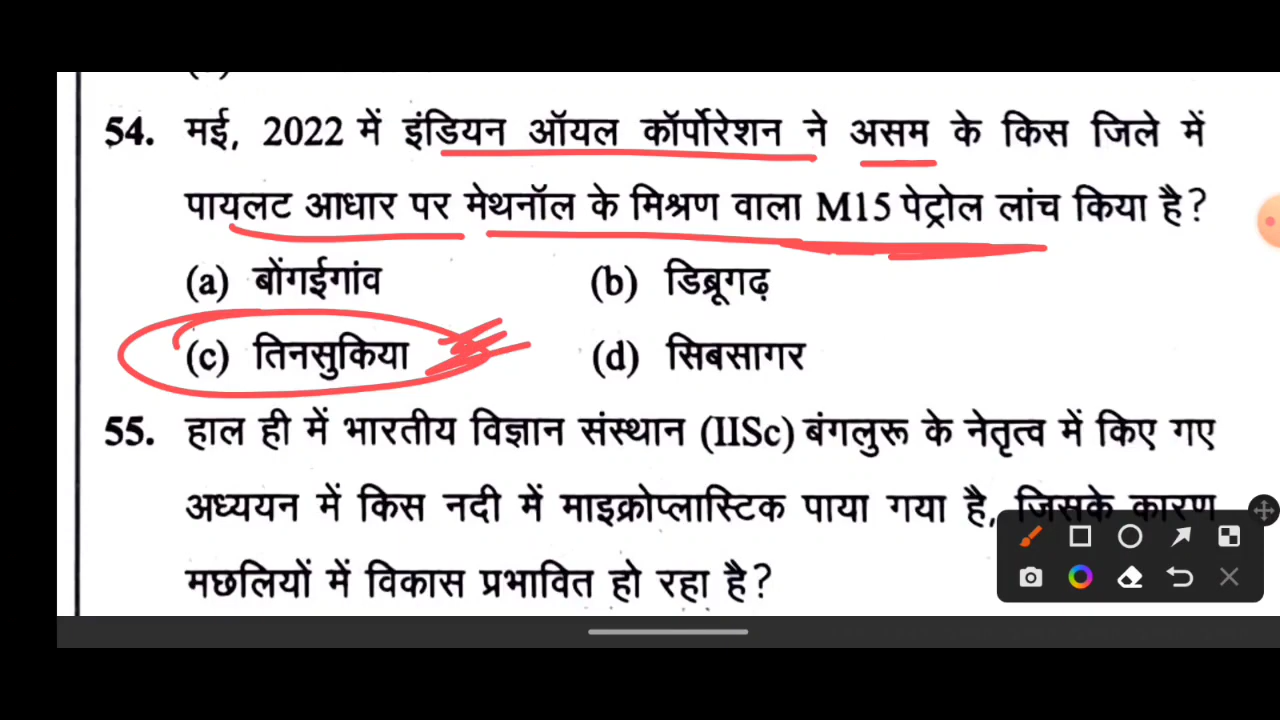 54. मई, 2022 में इंडियन ऑयल कॉर्पोरेशन ने असम के किस जिले में
पायलट आधार पर मेथनॉल के मिश्रण वाला M15 पेट्रोल लांच किया है?
(a) बोंगईगांव (b) डिब्रूगढ़
(c) तिनसुकिया (d) सिबसागर
55. हाल ही में भारतीय विज्ञान संस्थान (IISc) बंगलुरू के नेतृत्व में किए गए
अध्ययन में किस नदी में माइक्रोप्लास्टिक पाया गया है, जिसके कारण
मछलियों में विकास प्रभावित हो रहा है?